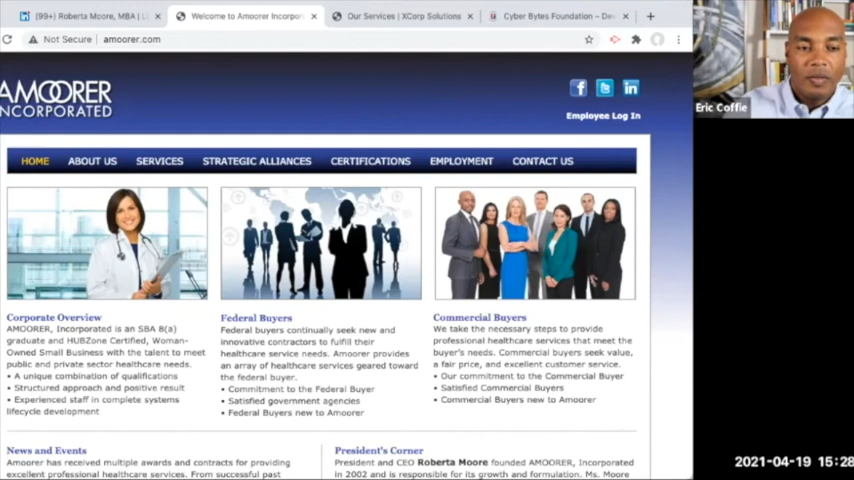 (99+) Roberta Moore, MBA | Li
Welcome to Amoorer Incorpora
Our Services | XCorp Solutions
Cyber Bytes Foundation – Dev
Not Secure
amoorer.com
Eric Coffie
AMOORER
INCORPORATED
Employee Log In
HOME ABOUT US SERVICES STRATEGIC ALLIANCES CERTIFICATIONS EMPLOYMENT CONTACT US
Corporate Overview
AMOORER, Incorporated is an SBA 8(a)
graduate and HUBZone Certified, Woman-
Owned Small Business with the talent to meet
public and private sector healthcare needs.
• A unique combination of qualifications
• Structured approach and positive result
• Experienced staff in complete systems
lifecycle development
Federal Buyers
Federal buyers continually seek new and
innovative contractors to fulfill their
healthcare service needs. Amoorer provides
an array of healthcare services geared toward
the federal buyer.
• Commitment to the Federal Buyer
• Satisfied government agencies
• Federal Buyers new to Amoorer
Commercial Buyers
We take the necessary steps to provide
professional healthcare services that meet the
buyer's needs. Commercial buyers seek value,
a fair price, and excellent customer service.
• Our commitment to the Commercial Buyer
• Satisfied Commercial Buyers
• Commercial Buyers new to Amoorer
News and Events
Amoorer has received multiple awards and contracts for providing
excellent professional healthcare services. From successful past
President's Corner
President and CEO Roberta Moore founded AMOORER, Incorporated
in 2002 and is responsible for its growth and formulation. Ms. Moore
2021-04-19 15:28